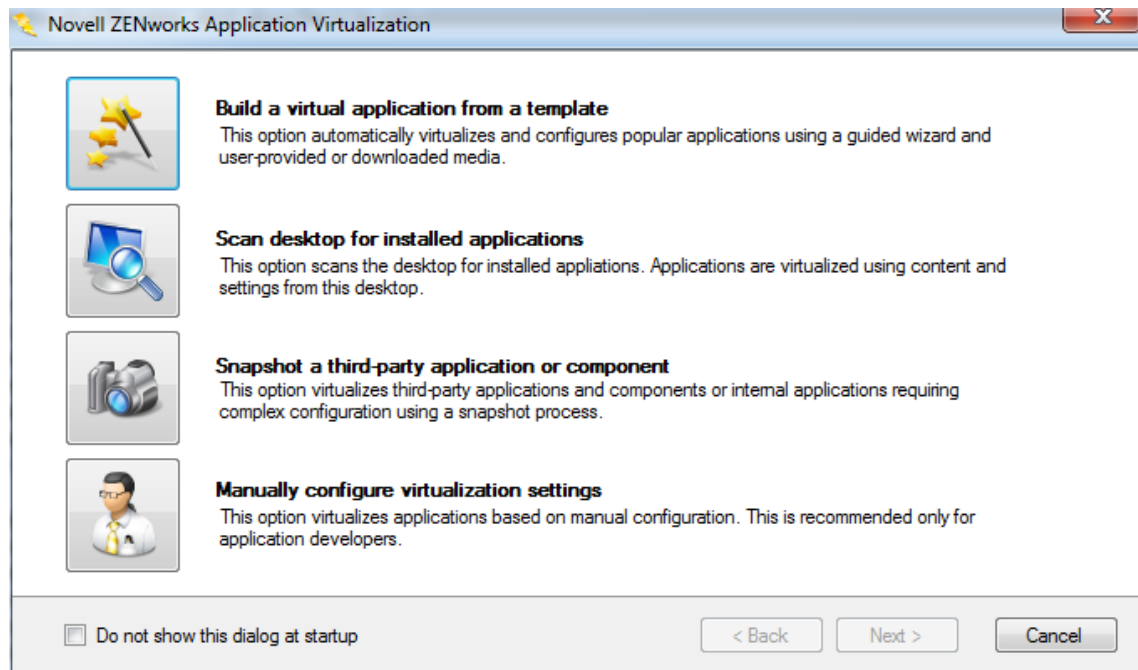 Novell ZENworks Application Virtualization
Build a virtual application from a template
This option automatically virtualizes and configures popular applications using a guided wizard and
user-provided or downloaded media.
Scan desktop for installed applications
This option scans the desktop for installed appliations. Applications are virtualized using content and
settings from this desktop.
Snapshot a third-party application or component
This option virtualizes third-party applications and components or internal applications requiring
complex configuration using a snapshot process.
Manually configure virtualization settings
This option virtualizes applications based on manual configuration. This is recommended only for
application developers.
Do not show this dialog at startup
< Back
Next >
Cancel